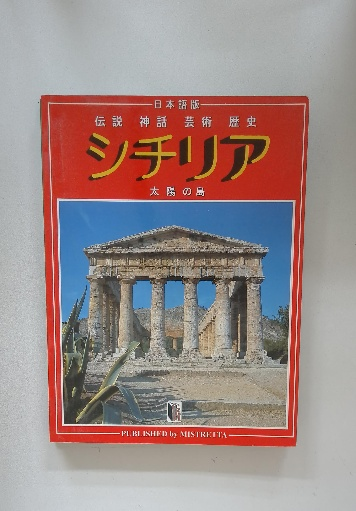 日本語版
伝説 神話 芸術 歴史
シチリア
太陽の島
PUBLISHED by MISTRETTA